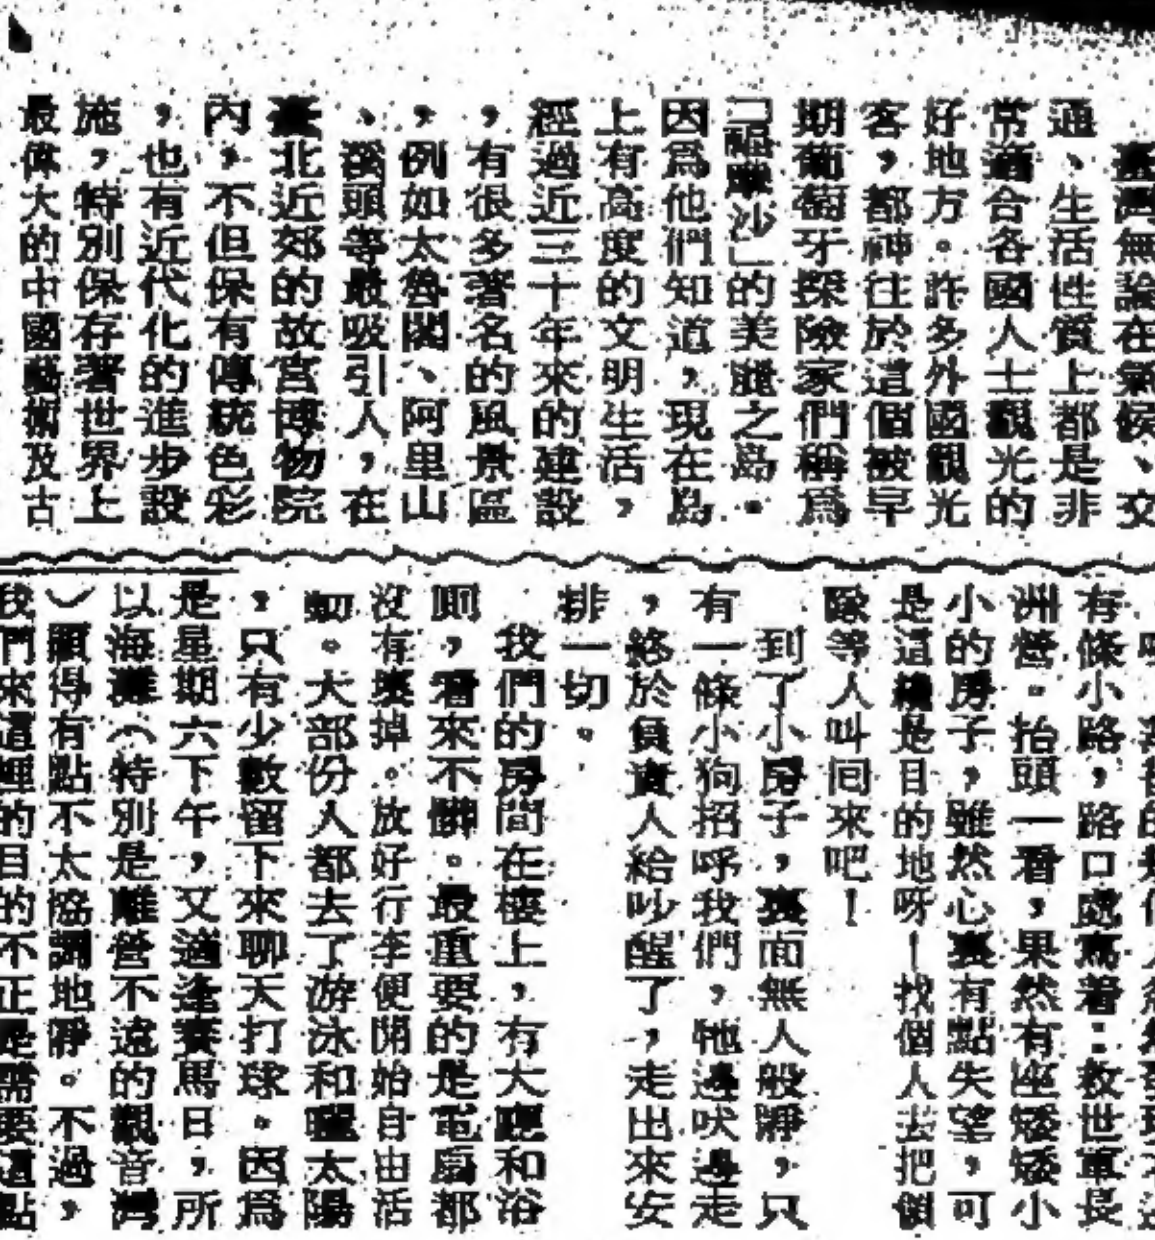 臺灣無論在氣候、交
通、生活性質上都是非
常適合各國人士觀光的
好地方。許多外國觀光
客,都神往於這個被早
期葡萄牙探險家們稱爲
「福摩沙」的美麗之島。
因爲他們知道,現在島
上有高度的文明生活,
經過近三十年來的建設
,有很多著名的風景區
,例如太魯閣、阿里山
、溪頭等最吸引人,在
臺北近郊的故宮博物院
內,不但保有傳統色彩
,也有近代化的進步設
施,特別保存著世界上
最偉大的中國藝術及古
有條小路,路口處寫着:救世軍長
洲營。抬頭一看,果然有座矮矮小
小的房子,雖然心裏有點失望,可
是這機是目的地呀!找個人去把領
隊等人叫回來吧!
到了小房子,裏面無人般靜,只
有一條小狗招呼我們,牠邊吠邊走
,終於負責人給吵醒了,走出來安
排一切。
我們的房間在樓上,有大廳和浴
厠,看來不髒。最重要的是電扇都
沒有壞掉。放好行李便開始自由活
動。大部份人都去了游泳和曬太陽
,只有少數留下來聊天打球。因爲
是星期六下午,又適逢賽馬日,所
以海灘(特別是離營不遠的觀音灣
)顯得有點不太協調地靜。不過,
我們來這裡的目的不正是需要這點